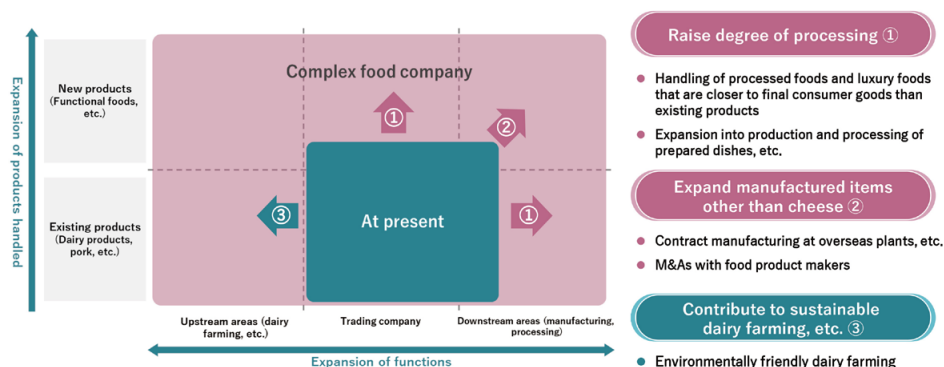 Expansion of products handled
New products
(Functional foods,
etc.)
Existing products
(Dairy products,
pork, etc.)
Complex food company
①
②
③
At present
①
Upstream areas (dairy
farming, etc.)
Trading company
Downstream areas (manufacturing,
processing)
Expansion of functions
Raise degree of processing ①
Handling of processed foods and luxury foods
that are closer to final consumer goods than
existing products
Expansion into production and processing of
prepared dishes, etc.
Expand manufactured items
other than cheese ②
Contract manufacturing at overseas plants, etc.
M&As with food product makers
Contribute to sustainable
dairy farming, etc. ③
Environmentally friendly dairy farming